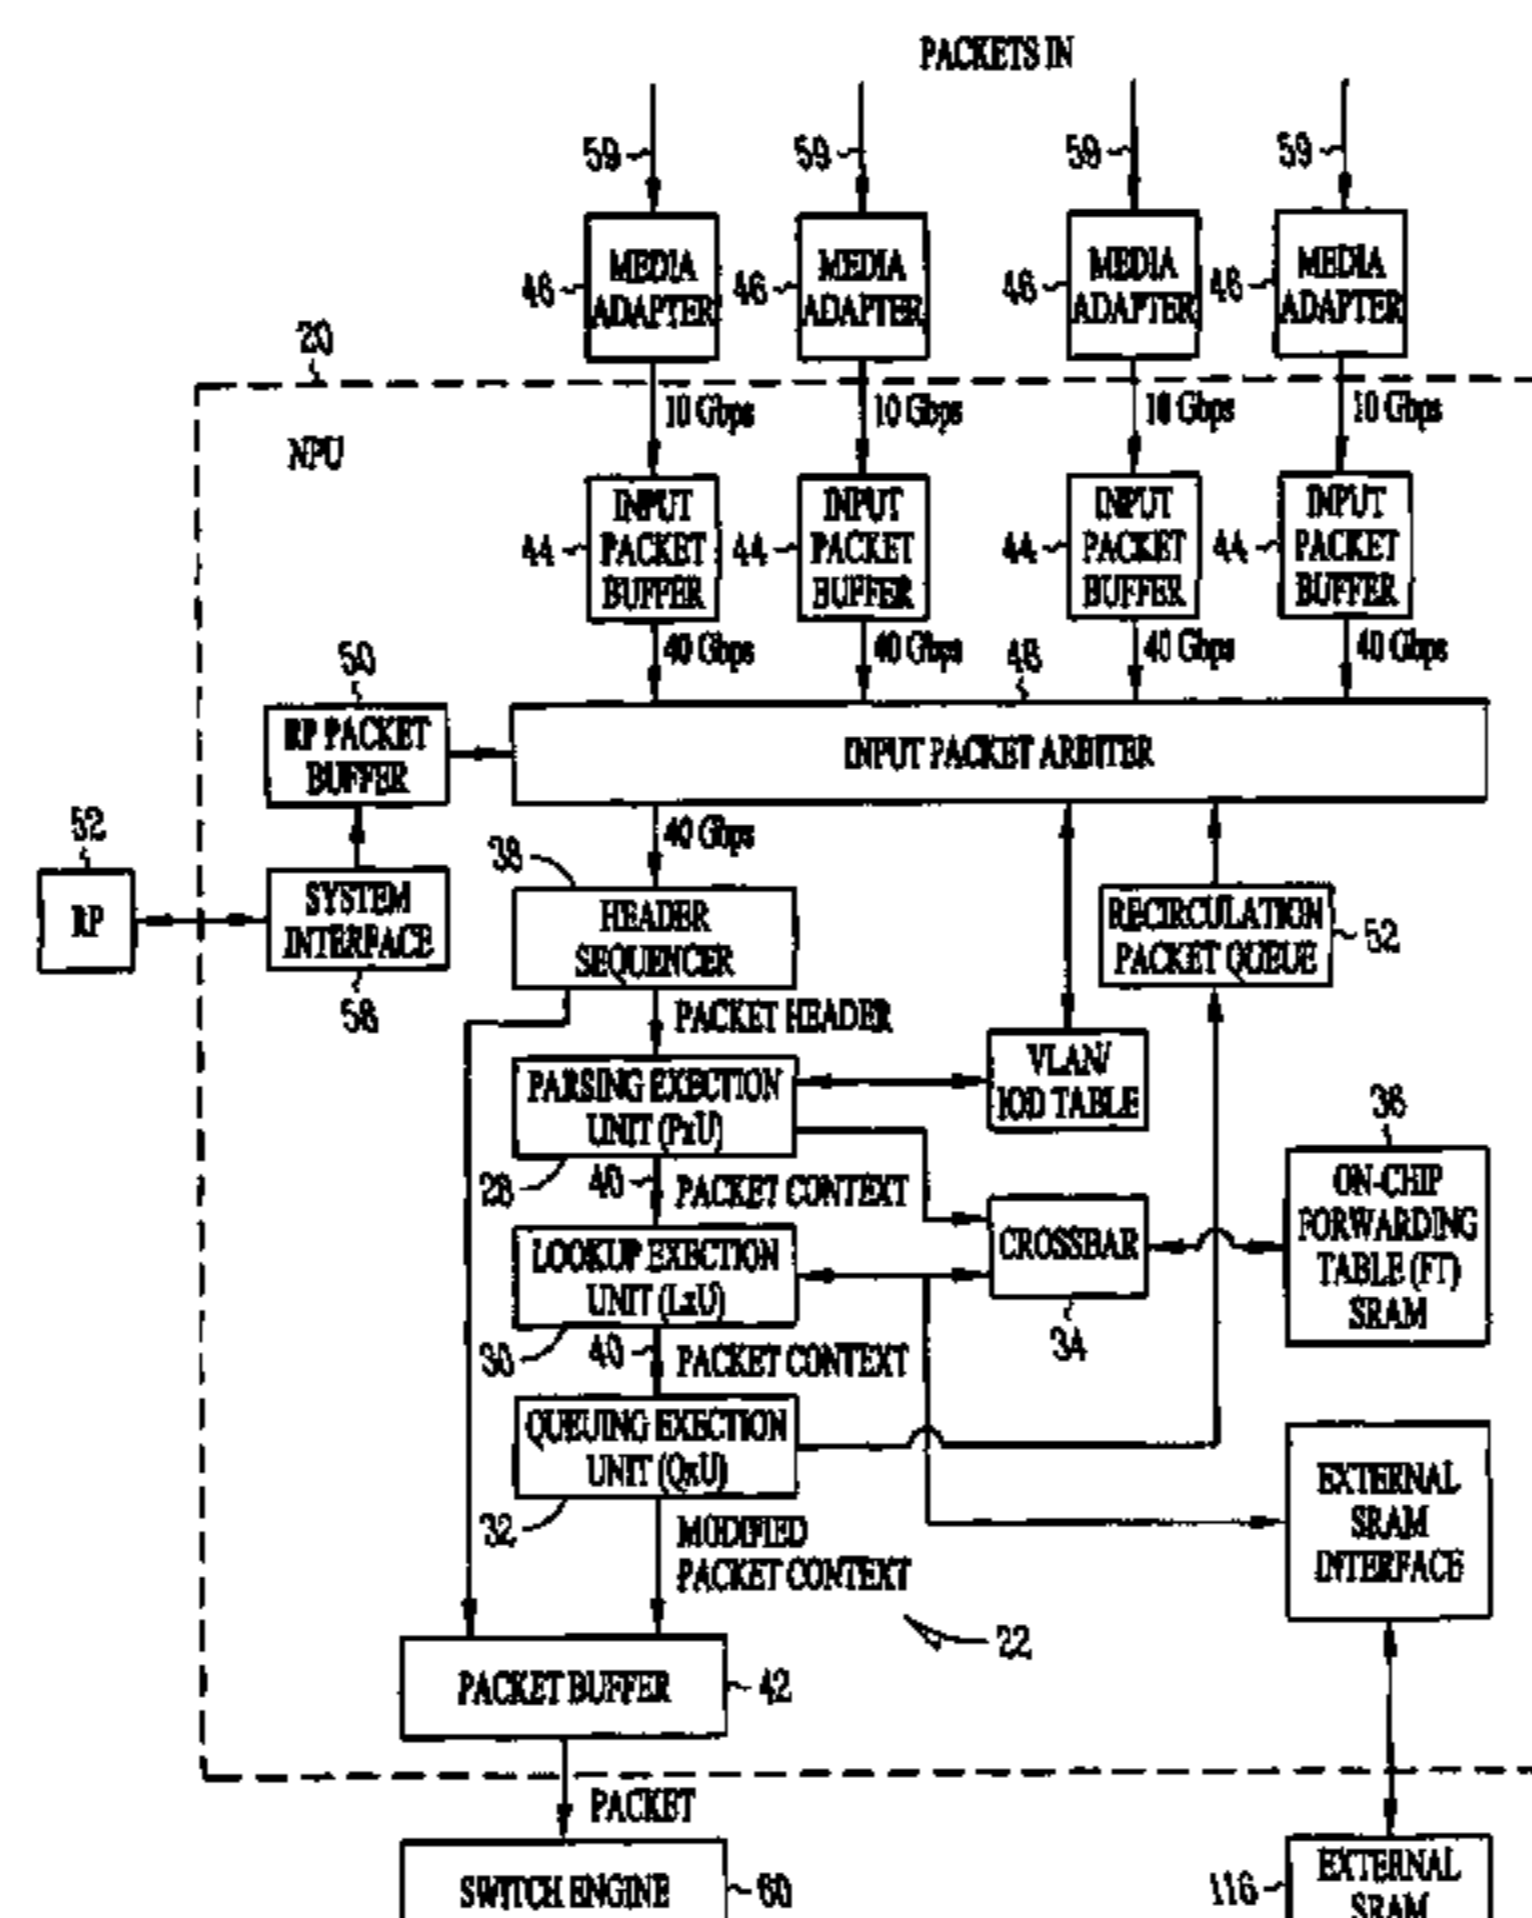 PACKETS IN
59 59 59 59
MEDIA ADAPTER
MEDIA ADAPTER
MEDIA ADAPTER
MEDIA ADAPTER
46 46 46 46
20
10 Gbps 10 Gbps 10 Gbps 10 Gbps
NPU
INPUT PACKET BUFFER
INPUT PACKET BUFFER
INPUT PACKET BUFFER
INPUT PACKET BUFFER
44 44 44 44
40 Gbps 40 Gbps 40 Gbps 40 Gbps
50
48
RP PACKET BUFFER
INPUT PACKET ARBITER
52
40 Gbps
38
RP
SYSTEM INTERFACE
58
HEADER SEQUENCER
RECIRCULATION PACKET QUEUE
52
PACKET HEADER
VLAN/ IOD TABLE
PARSING EXECTION UNIT (PxU)
28
40
PACKET CONTEXT
36
ON-CHIP FORWARDING TABLE (FT) SRAM
CROSSBAR
34
LOOKUP EXECTION UNIT (LxU)
30
40
PACKET CONTEXT
QUEUING EXECTION UNIT (QxU)
32
EXTERNAL SRAM INTERFACE
MODIFIED PACKET CONTEXT
22
PACKET BUFFER
42
PACKET
SWITCH ENGINE
60
116
EXTERNAL SRAM